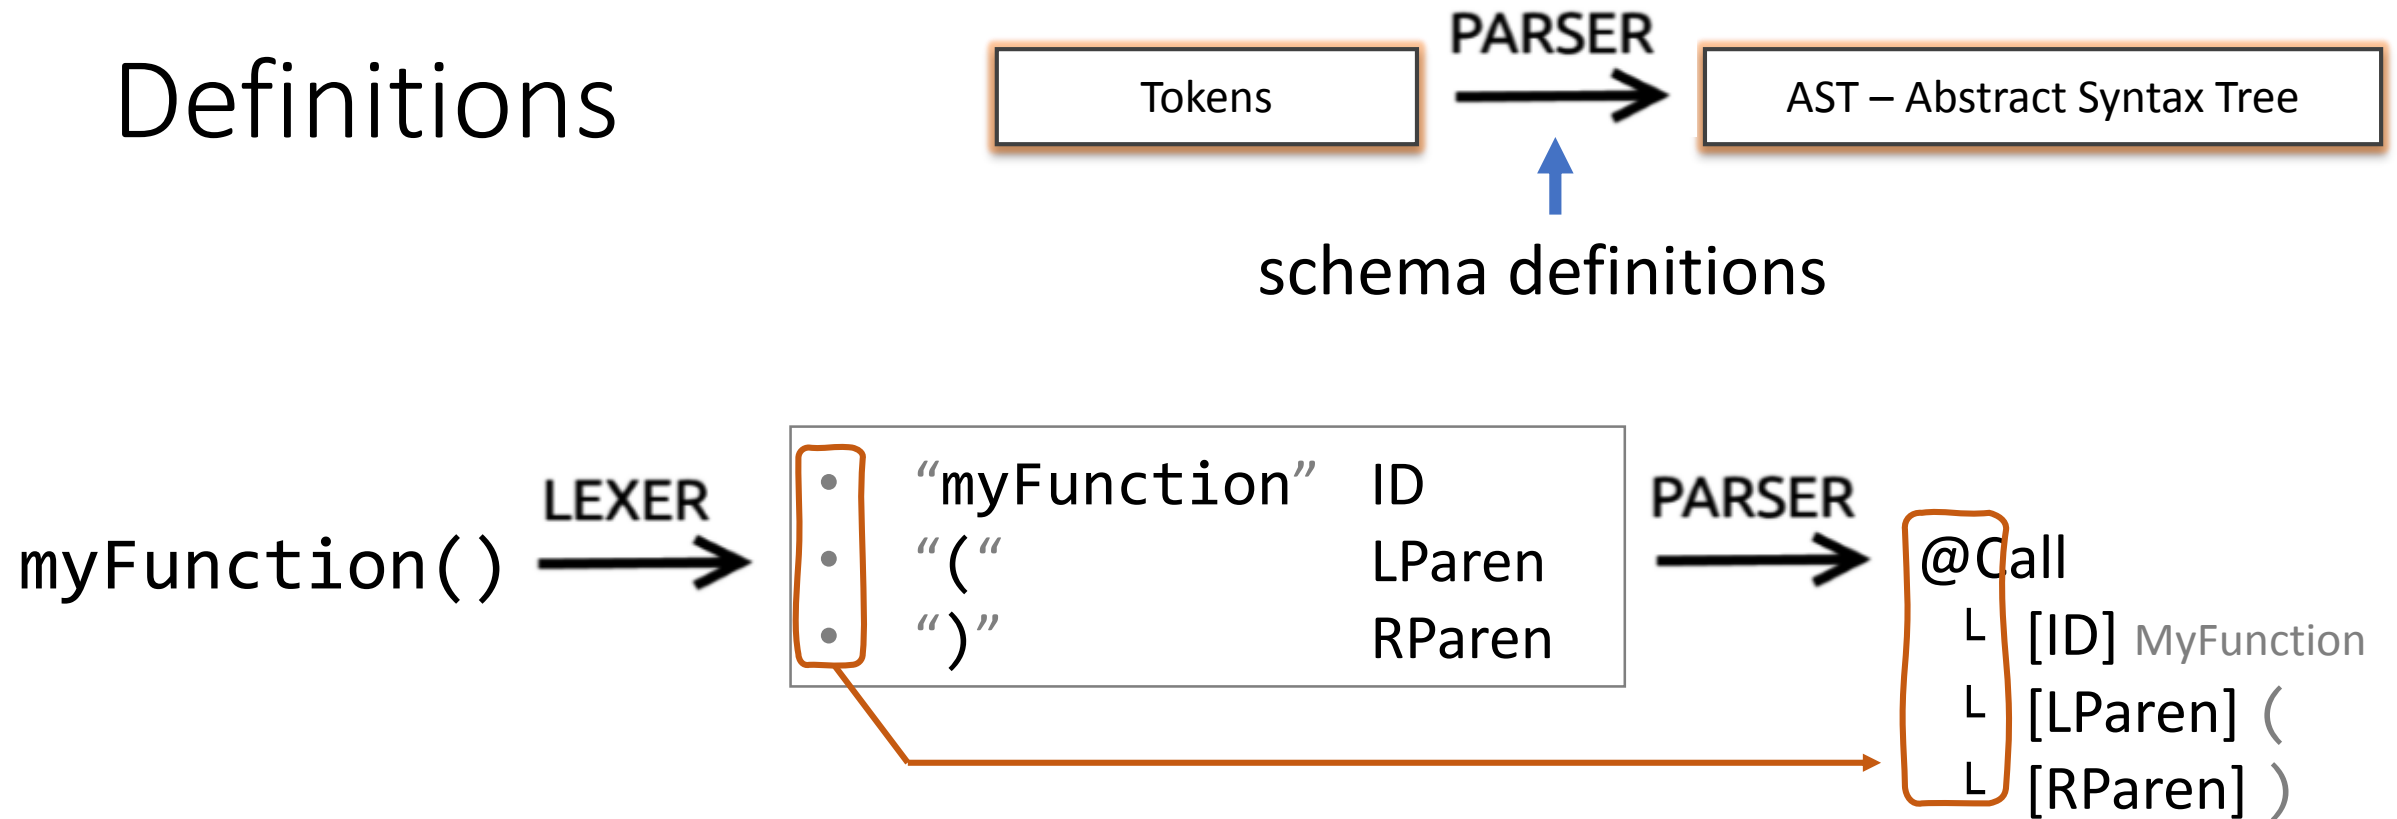 Definitions
PARSER
Tokens
AST – Abstract Syntax Tree
schema definitions
myFunction()
LEXER
• “myFunction” ID
• “(“ LParen
• “)” RParen
PARSER
@Call
└ [ID] MyFunction
└ [LParen] (
└ [RParen] )